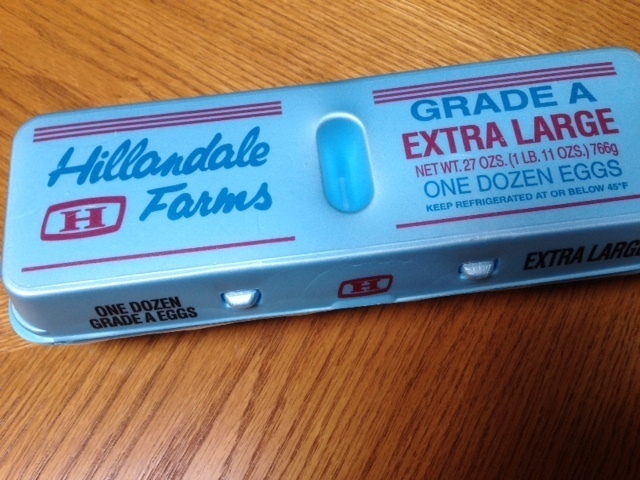 Hillandale
H Farms
GRADE A
EXTRA LARGE
NET WT. 27 OZS. (1 LB. 11 OZS.) 766g
ONE DOZEN EGGS
KEEP REFRIGERATED AT OR BELOW 45°F
ONE DOZEN
GRADE A EGGS
H
EXTRA LARGE